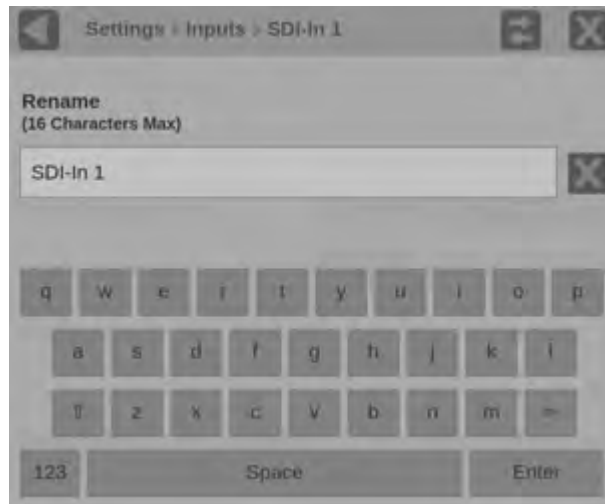 Settings > Inputs > SDI-In 1
Rename
(16 Characters Max)
SDI-In 1
q w e r t y u i o p
a s d f g h j k l
⇧ z x c v b n m ←
123 Space Enter